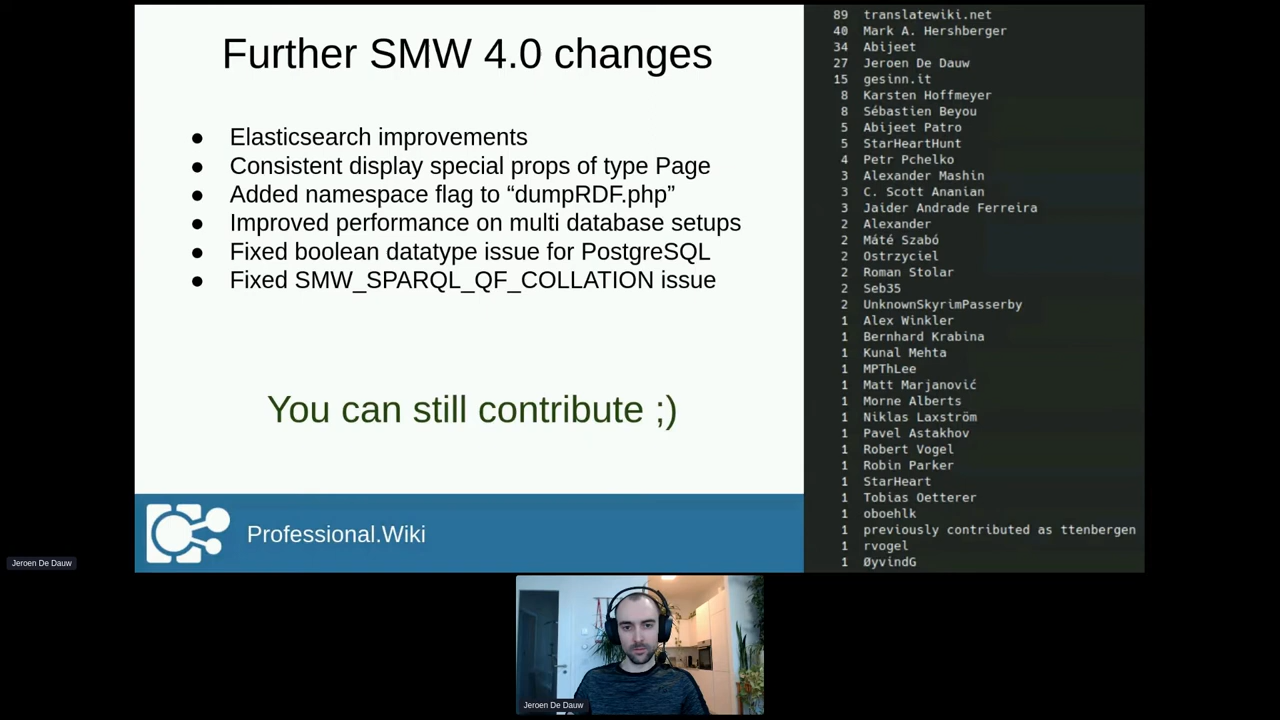 Further SMW 4.0 changes
● Elasticsearch improvements
● Consistent display special props of type Page
● Added namespace flag to “dumpRDF.php”
● Improved performance on multi database setups
● Fixed boolean datatype issue for PostgreSQL
● Fixed SMW_SPARQL_QF_COLLATION issue
You can still contribute ;)
Professional.Wiki
89 translatewiki.net
40 Mark A. Hershberger
34 Abijeet
27 Jeroen De Dauw
15 gesinn.it
8 Karsten Hoffmeyer
8 Sébastien Beyou
5 Abijeet Patro
5 StarHeartHunt
4 Petr Pchelko
3 Alexander Mashin
3 C. Scott Ananian
3 Jaider Andrade Ferreira
2 Alexander
2 Máté Szabó
2 Ostrzyciel
2 Roman Stolar
2 Seb35
2 UnknownSkyrimPasserby
1 Alex Winkler
1 Bernhard Krabina
1 Kunal Mehta
1 MPThLee
1 Matt Marjanović
1 Morne Alberts
1 Niklas Laxström
1 Pavel Astakhov
1 Robert Vogel
1 Robin Parker
1 StarHeart
1 Tobias Oetterer
1 oboehlk
1 previously contributed as ttenbergen
1 rvogel
1 ØyvindG
Jeroen De Dauw
Jeroen De Dauw